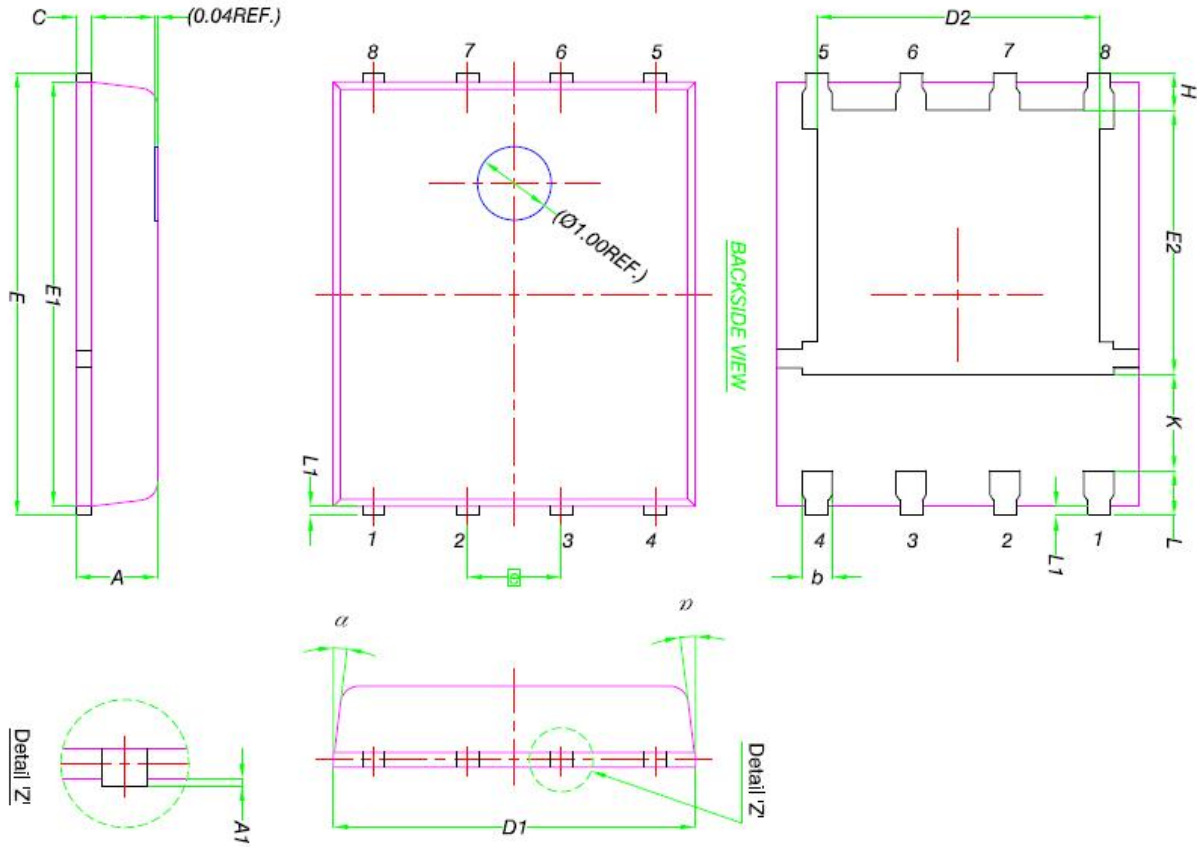 C
(0.04REF.)
E
E1
A
8
7
6
5
(Ø1.00REF.)
L1
1
2
3
4
e
BACKSIDE VIEW
D2
5
6
7
8
H
E2
K
L
L1
4
3
2
1
b
α
α
D1
Detail 'Z'
Detail 'Z'
A1